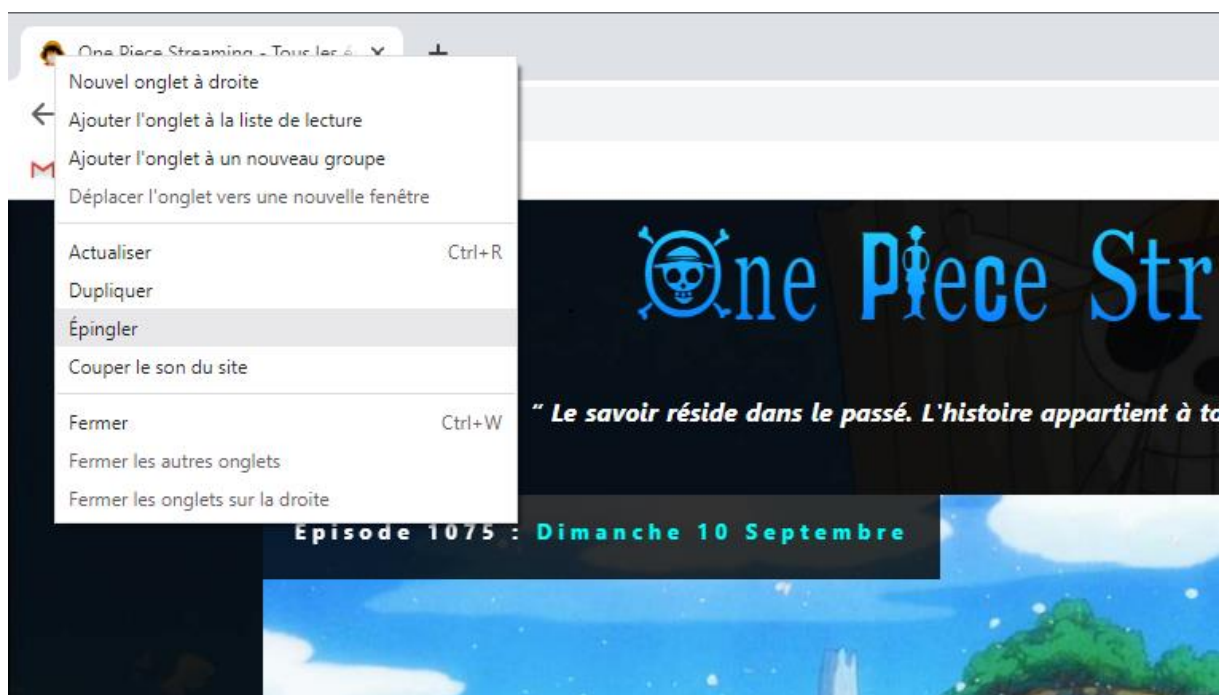 One Piece Streaming - Tous les é
Nouvel onglet à droite
Ajouter l'onglet à la liste de lecture
Ajouter l'onglet à un nouveau groupe
Déplacer l'onglet vers une nouvelle fenêtre
Actualiser Ctrl+R
Dupliquer
Épingler
Couper le son du site
Fermer Ctrl+W
Fermer les autres onglets
Fermer les onglets sur la droite
One Piece Str
“ Le savoir réside dans le passé. L'histoire appartient à to
Episode 1075 : Dimanche 10 Septembre